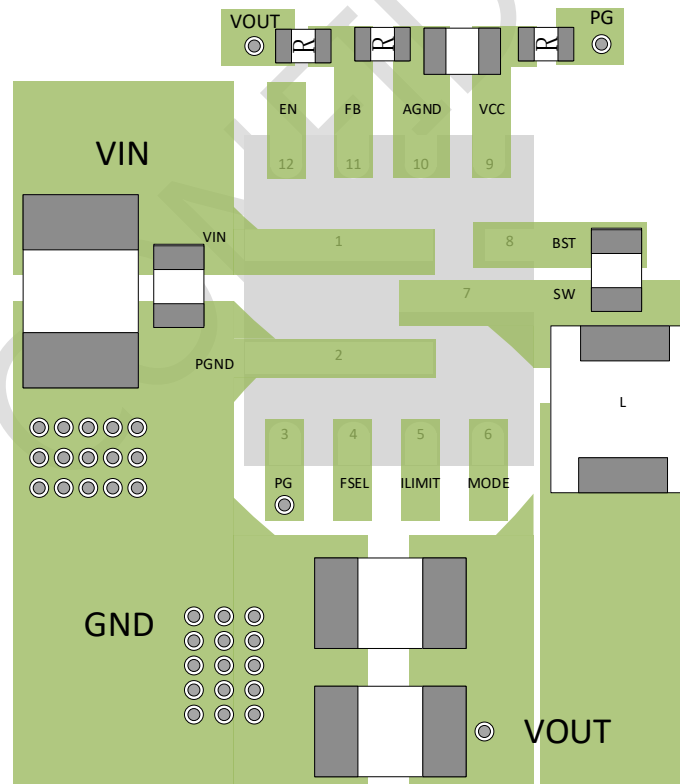 VOUT
PG
R
R
R
EN FB AGND VCC
12 11 10 9
VIN
VIN
1
8 BST
7 SW
2
PGND
L
3 4 5 6
PG FSEL ILIMIT MODE
GND
VOUT